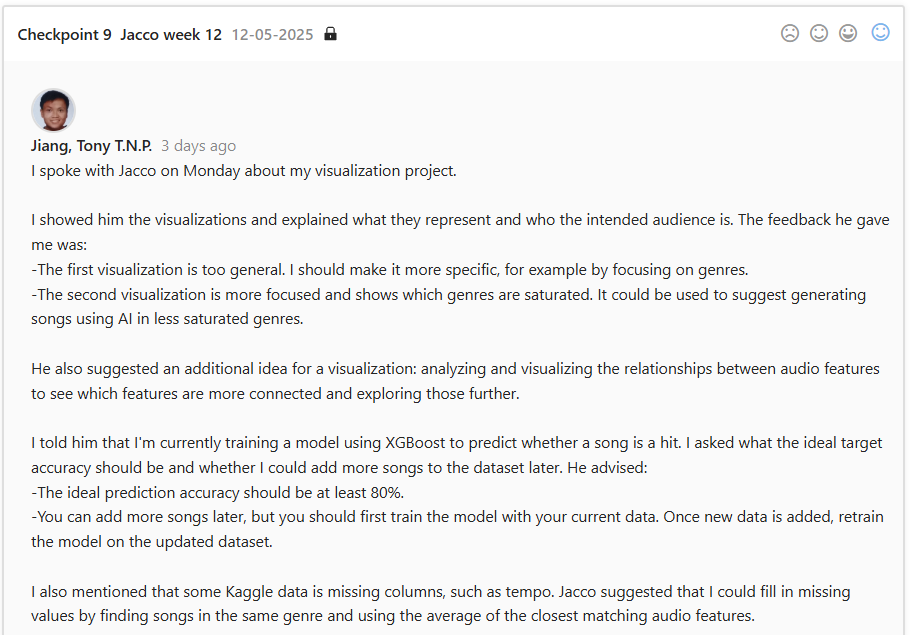 Checkpoint 9 Jacco week 12 12-05-2025
Jiang, Tony T.N.P. 3 days ago
I spoke with Jacco on Monday about my visualization project.
I showed him the visualizations and explained what they represent and who the intended audience is. The feedback he gave
me was:
-The first visualization is too general. I should make it more specific, for example by focusing on genres.
-The second visualization is more focused and shows which genres are saturated. It could be used to suggest generating
songs using AI in less saturated genres.
He also suggested an additional idea for a visualization: analyzing and visualizing the relationships between audio features
to see which features are more connected and exploring those further.
I told him that I'm currently training a model using XGBoost to predict whether a song is a hit. I asked what the ideal target
accuracy should be and whether I could add more songs to the dataset later. He advised:
-The ideal prediction accuracy should be at least 80%.
-You can add more songs later, but you should first train the model with your current data. Once new data is added, retrain
the model on the updated dataset.
I also mentioned that some Kaggle data is missing columns, such as tempo. Jacco suggested that I could fill in missing
values by finding songs in the same genre and using the average of the closest matching audio features.